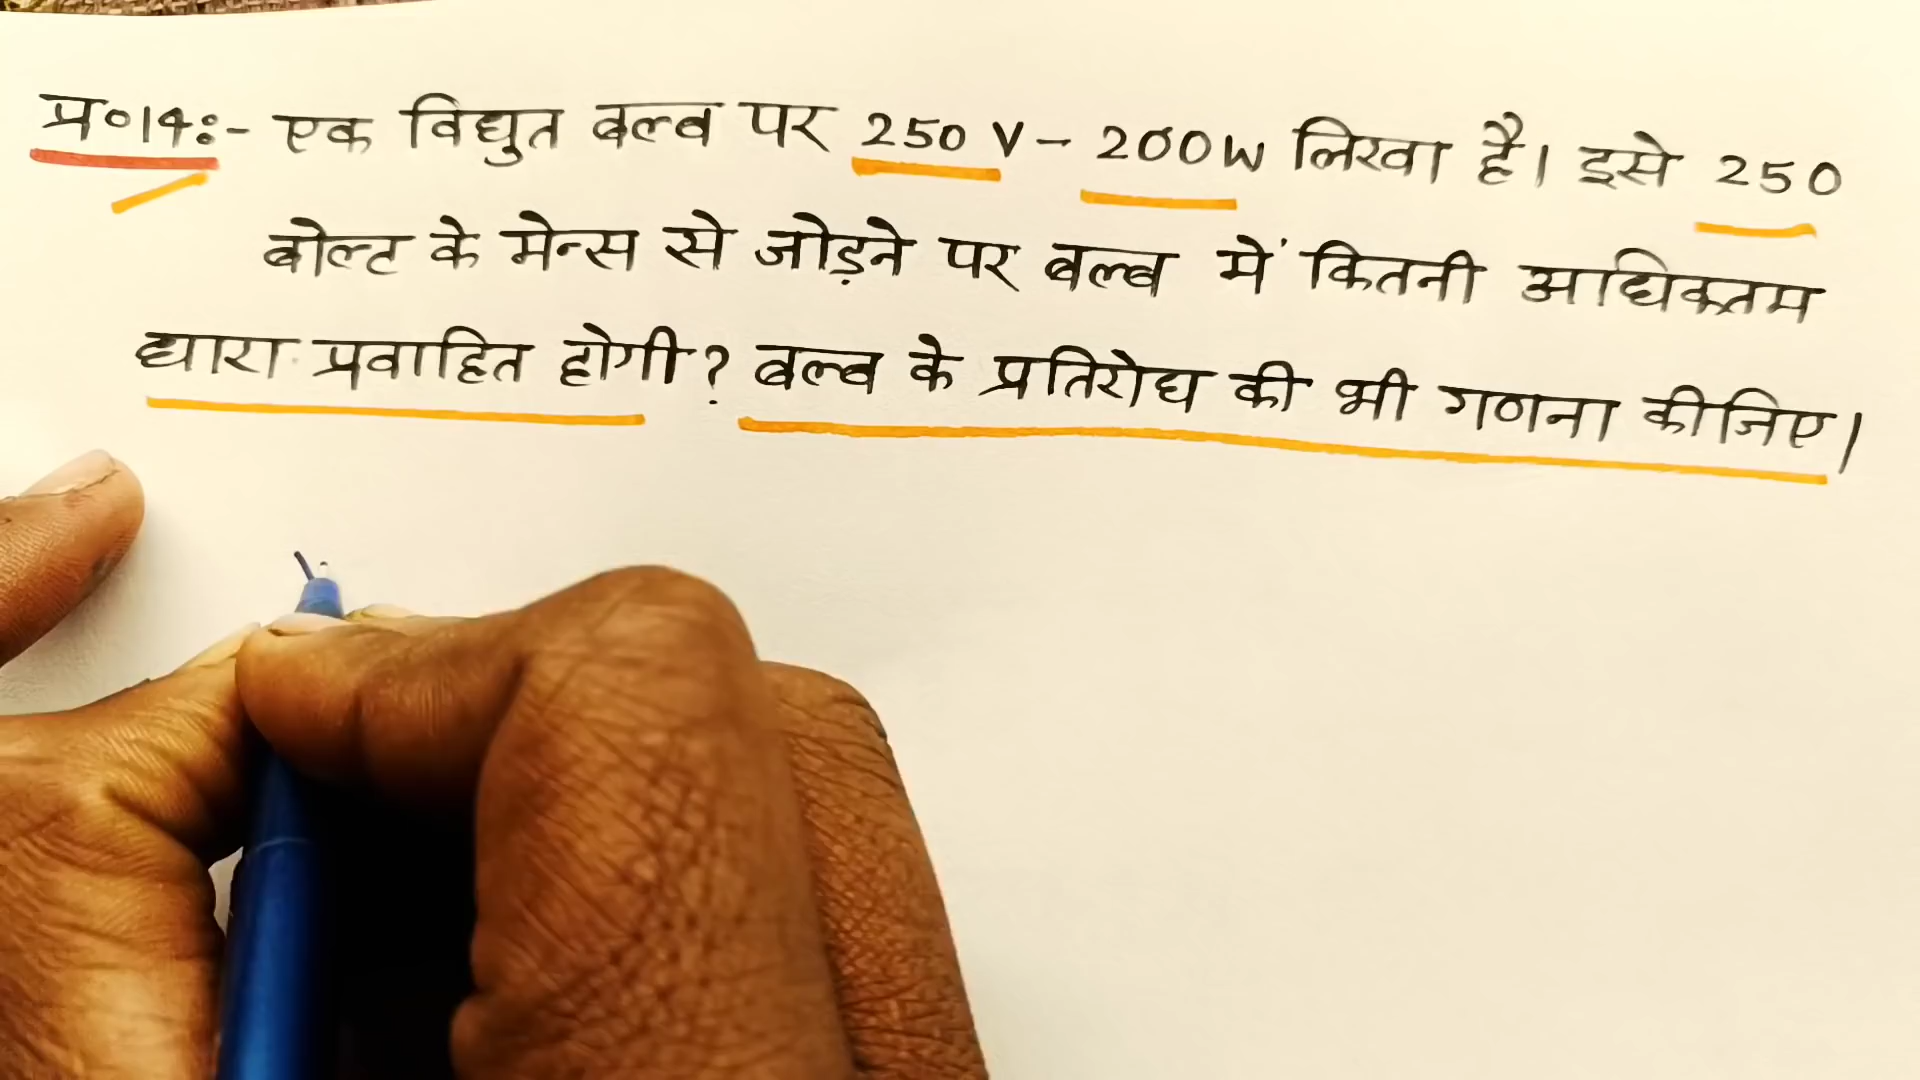 प्र०14:- एक विद्युत बल्ब पर 250 V - 200W लिखा है। इसे 250
बोल्ट के मेन्स से जोड़ने पर बल्ब में कितनी अधिकतम
धारा प्रवाहित होगी? बल्ब के प्रतिरोध की भी गणना कीजिए।